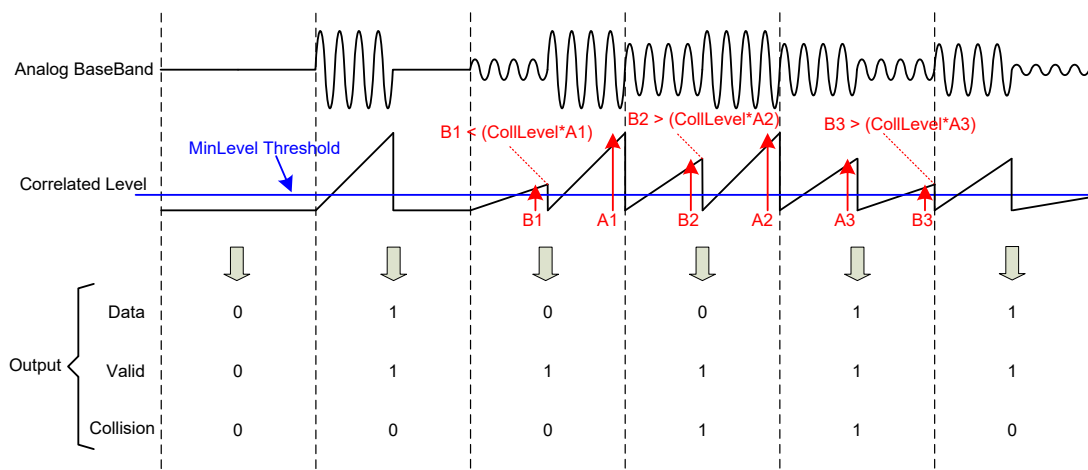 Analog BaseBand
B1 < (CollLevel*A1)
B2 > (CollLevel*A2)
B3 > (CollLevel*A3)
MinLevel Threshold
Correlated Level
B1 A1 B2 A2 A3 B3
Data 0 1 0 0 1 1
Output
Valid 0 1 1 1 1 1
Collision 0 0 0 1 1 0